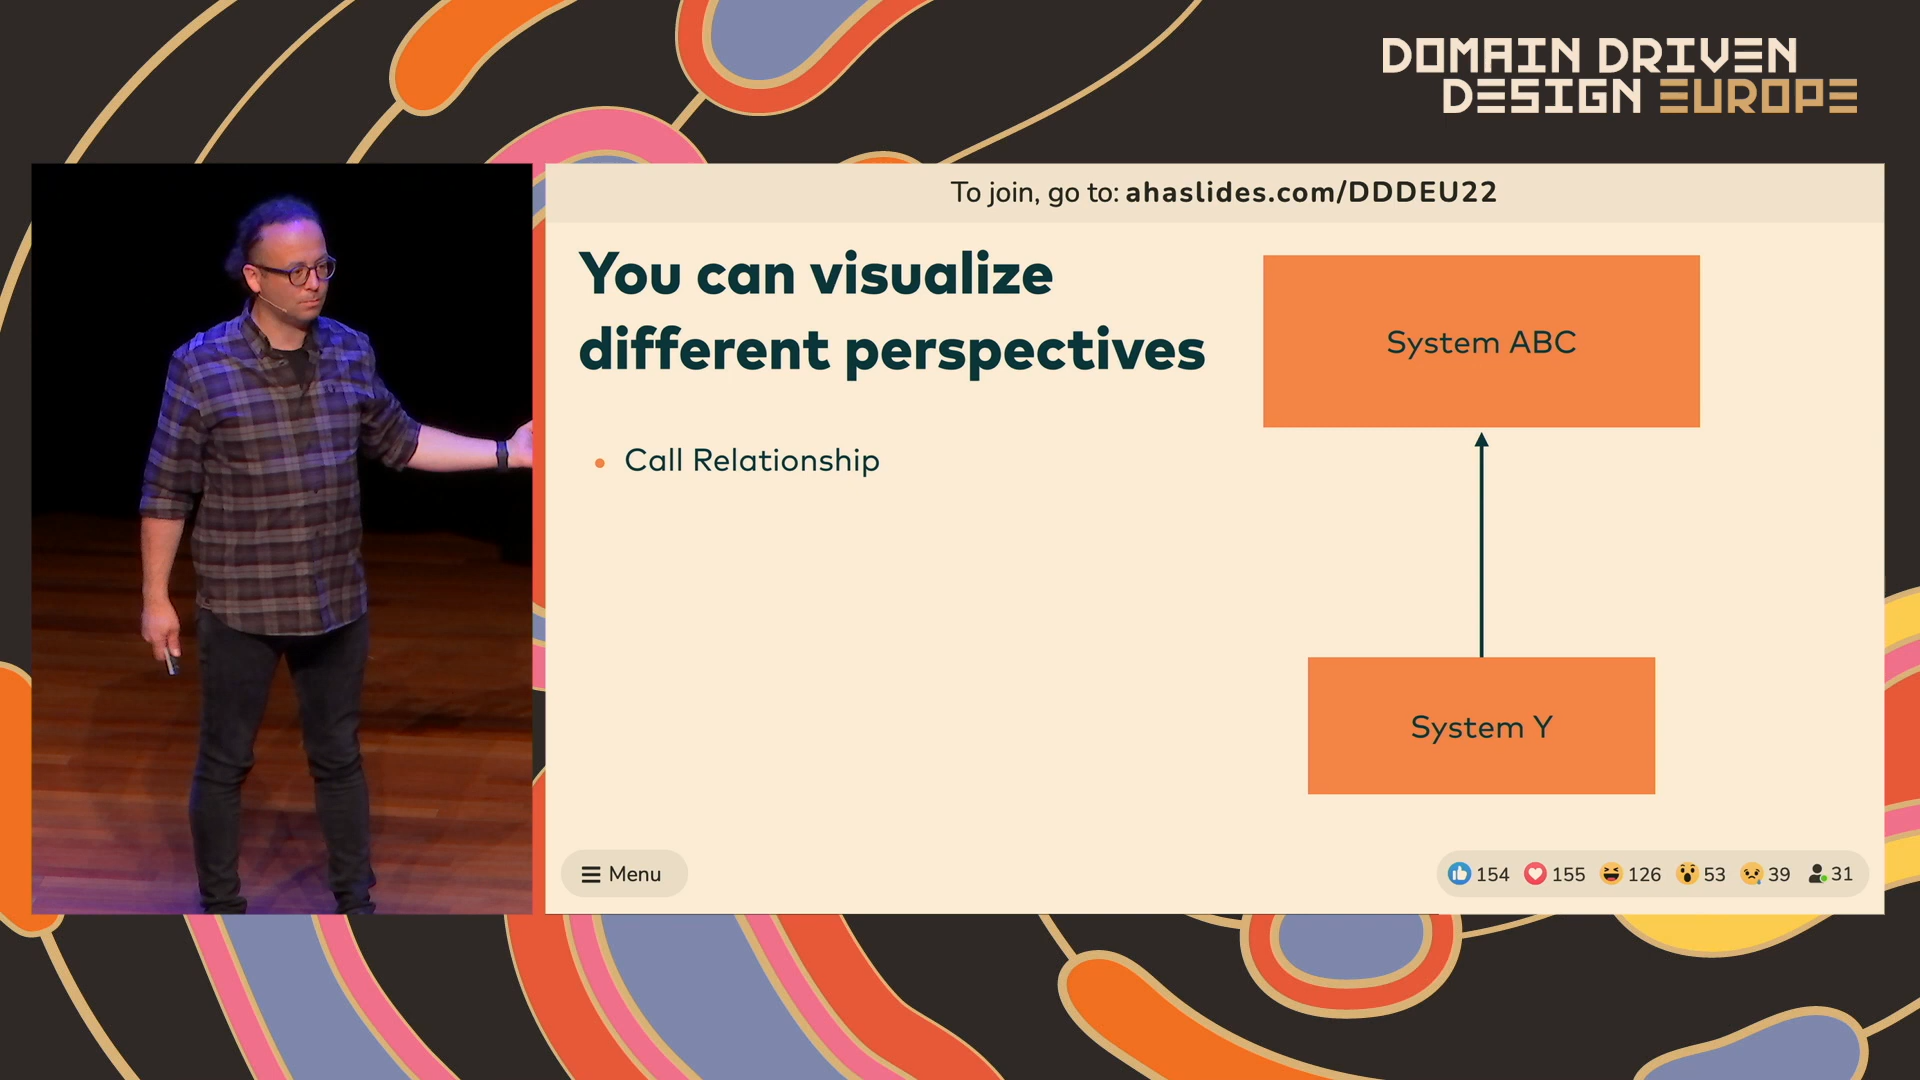 DOMAIN DRIVEN
DESIGN EUROPE
To join, go to: ahaslides.com/DDDEU22
You can visualize
different perspectives
• Call Relationship
System ABC
System Y
Menu
154 155 126 53 39 31